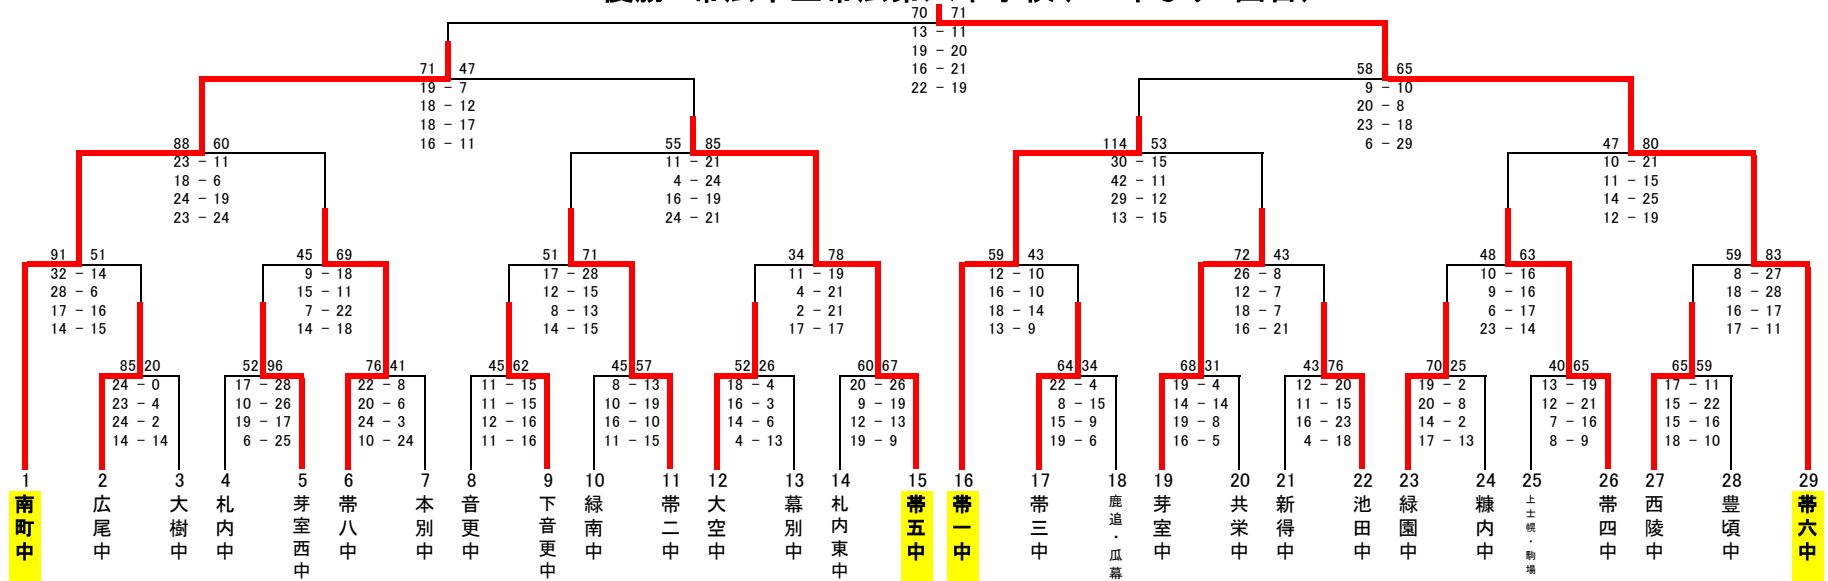 70 71
13 - 11
19 - 20
16 - 21
22 - 19
71 47
19 - 7
18 - 12
18 - 17
16 - 11
58 65
9 - 10
20 - 8
23 - 18
6 - 29
88 60
23 - 11
18 - 6
24 - 19
23 - 24
55 85
11 - 21
4 - 24
16 - 19
24 - 21
114 53
30 - 15
42 - 11
29 - 12
13 - 15
47 80
10 - 21
11 - 15
14 - 25
12 - 19
91 51
32 - 14
28 - 6
17 - 16
14 - 15
45 69
9 - 18
15 - 11
7 - 22
14 - 18
51 71
17 - 28
12 - 15
8 - 13
14 - 15
34 78
11 - 19
4 - 21
2 - 21
17 - 17
59 43
12 - 10
16 - 10
18 - 14
13 - 9
72 43
26 - 8
12 - 7
18 - 7
16 - 21
48 63
10 - 16
9 - 16
6 - 17
23 - 14
59 83
8 - 27
18 - 28
16 - 17
17 - 11
85 20
24 - 0
23 - 4
24 - 2
14 - 14
52 96
17 - 28
10 - 26
19 - 17
6 - 25
76 41
22 - 8
20 - 6
24 - 3
10 - 24
45 62
11 - 15
11 - 15
12 - 16
11 - 16
45 57
8 - 13
10 - 19
16 - 10
11 - 15
52 26
18 - 4
16 - 3
14 - 6
4 - 13
60 67
20 - 26
9 - 19
12 - 13
19 - 9
64 34
22 - 4
8 - 15
15 - 9
19 - 6
68 31
19 - 4
14 - 14
19 - 8
16 - 5
43 76
12 - 20
11 - 15
16 - 23
4 - 18
70 25
19 - 2
20 - 8
14 - 2
17 - 13
40 65
13 - 19
12 - 21
7 - 16
8 - 9
65 59
17 - 11
15 - 22
15 - 16
18 - 10
1 南町中
2 広尾中
3 大樹中
4 札内中
5 芽室西中
6 帯八中
7 本別中
8 音更中
9 下音更中
10 緑南中
11 帯二中
12 大空中
13 幕別中
14 札内東中
15 帯五中
16 帯一中
17 帯三中
18 鹿追・瓜幕
19 芽室中
20 共栄中
21 新得中
22 池田中
23 緑園中
24 糠内中
25 上士幌・駒場
26 帯四中
27 西陵中
28 豊頃中
29 帯六中